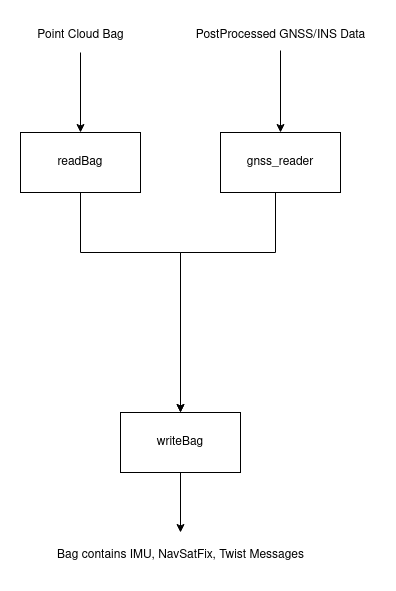 Point Cloud Bag
PostProcessed GNSS/INS Data
readBag
gnss_reader
writeBag
Bag contains IMU, NavSatFix, Twist Messages